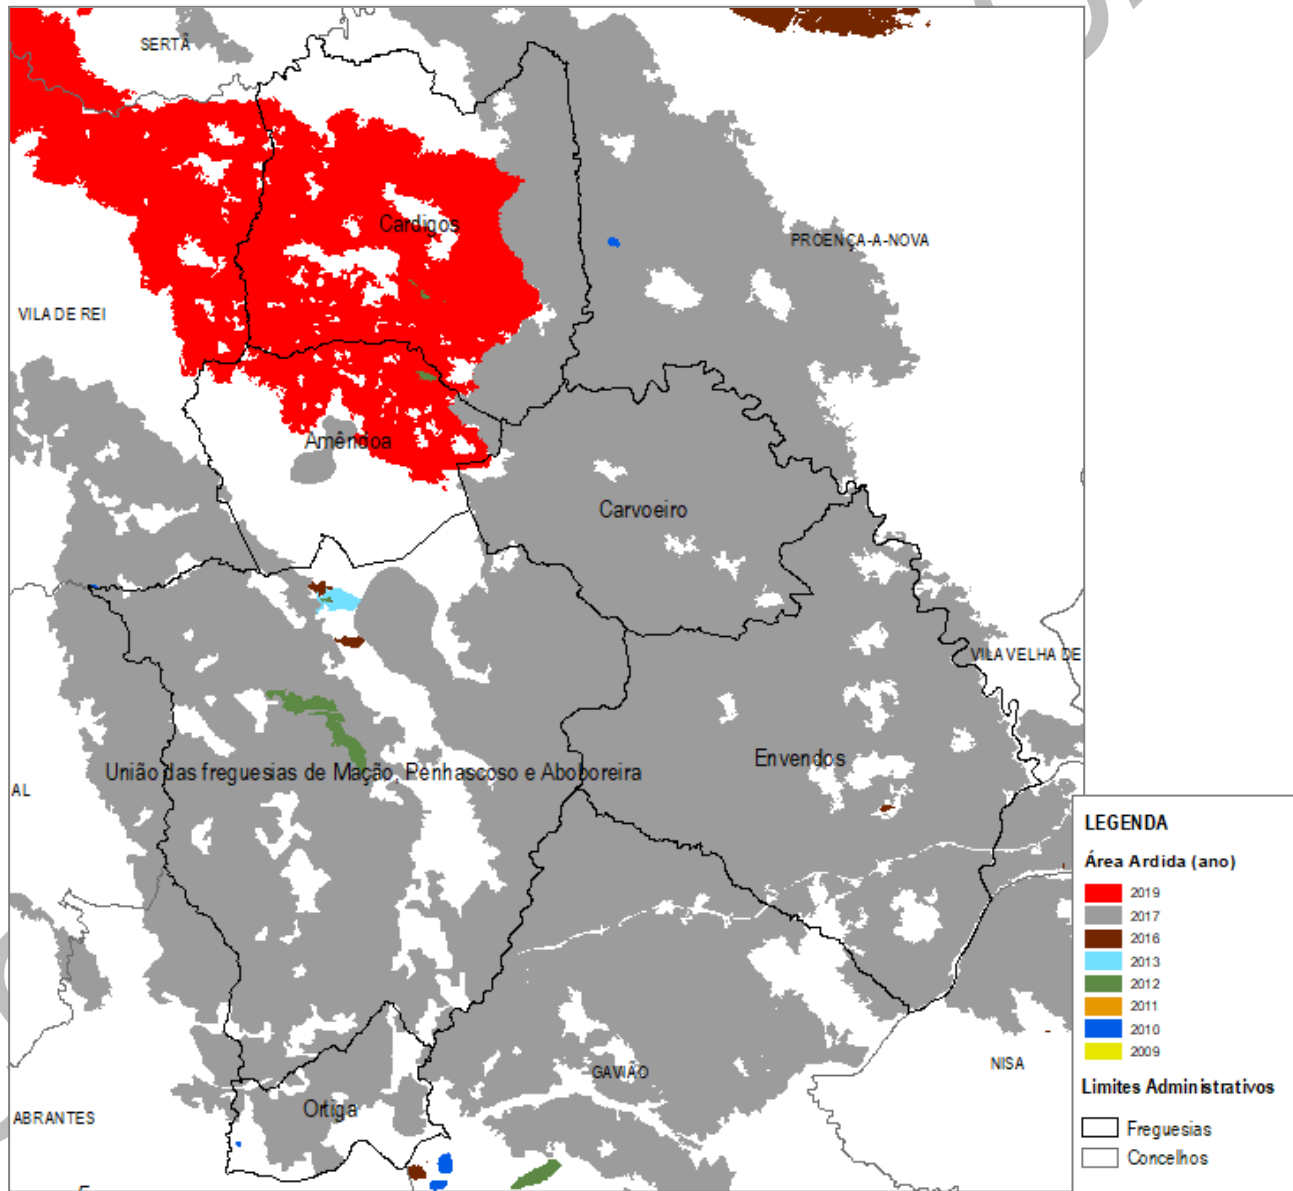 SERTÃ
Cardigos
PROENÇA-A-NOVA
VILA DE REI
Amêndoa
Carvoeiro
VILA VELHA DE
Envendos
União das freguesias de Mação, Penhascoso e Aboboreira
AL
LEGENDA
Área Ardida (ano)
2019
2017
2016
2013
2012
2011
2010
2009
Limites Administrativos
Freguesias
Concelhos
GAVIÃO
NISA
Ortiga
ABRANTES